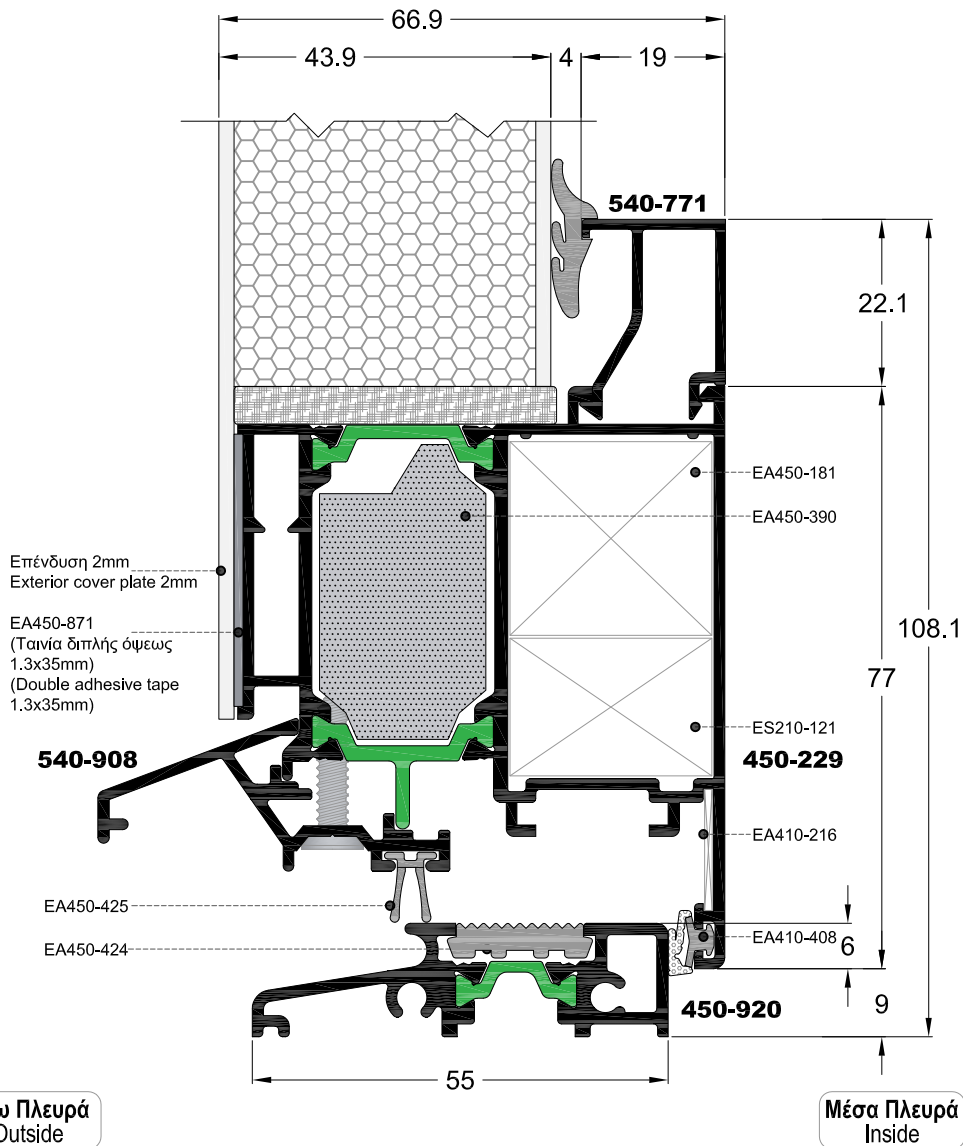 66.9
43.9
4
19
540-771
22.1
EA450-181
EA450-390
Επένδυση 2mm
Exterior cover plate 2mm
EA450-871
(Ταινία διπλής όψεως
1.3x35mm)
(Double adhesive tape
1.3x35mm)
108.1
77
540-908
ES210-121
450-229
EA410-216
EA450-425
EA410-408
6
EA450-424
450-920
9
55
Πλευρά
Μέσα Πλευρά
Inside